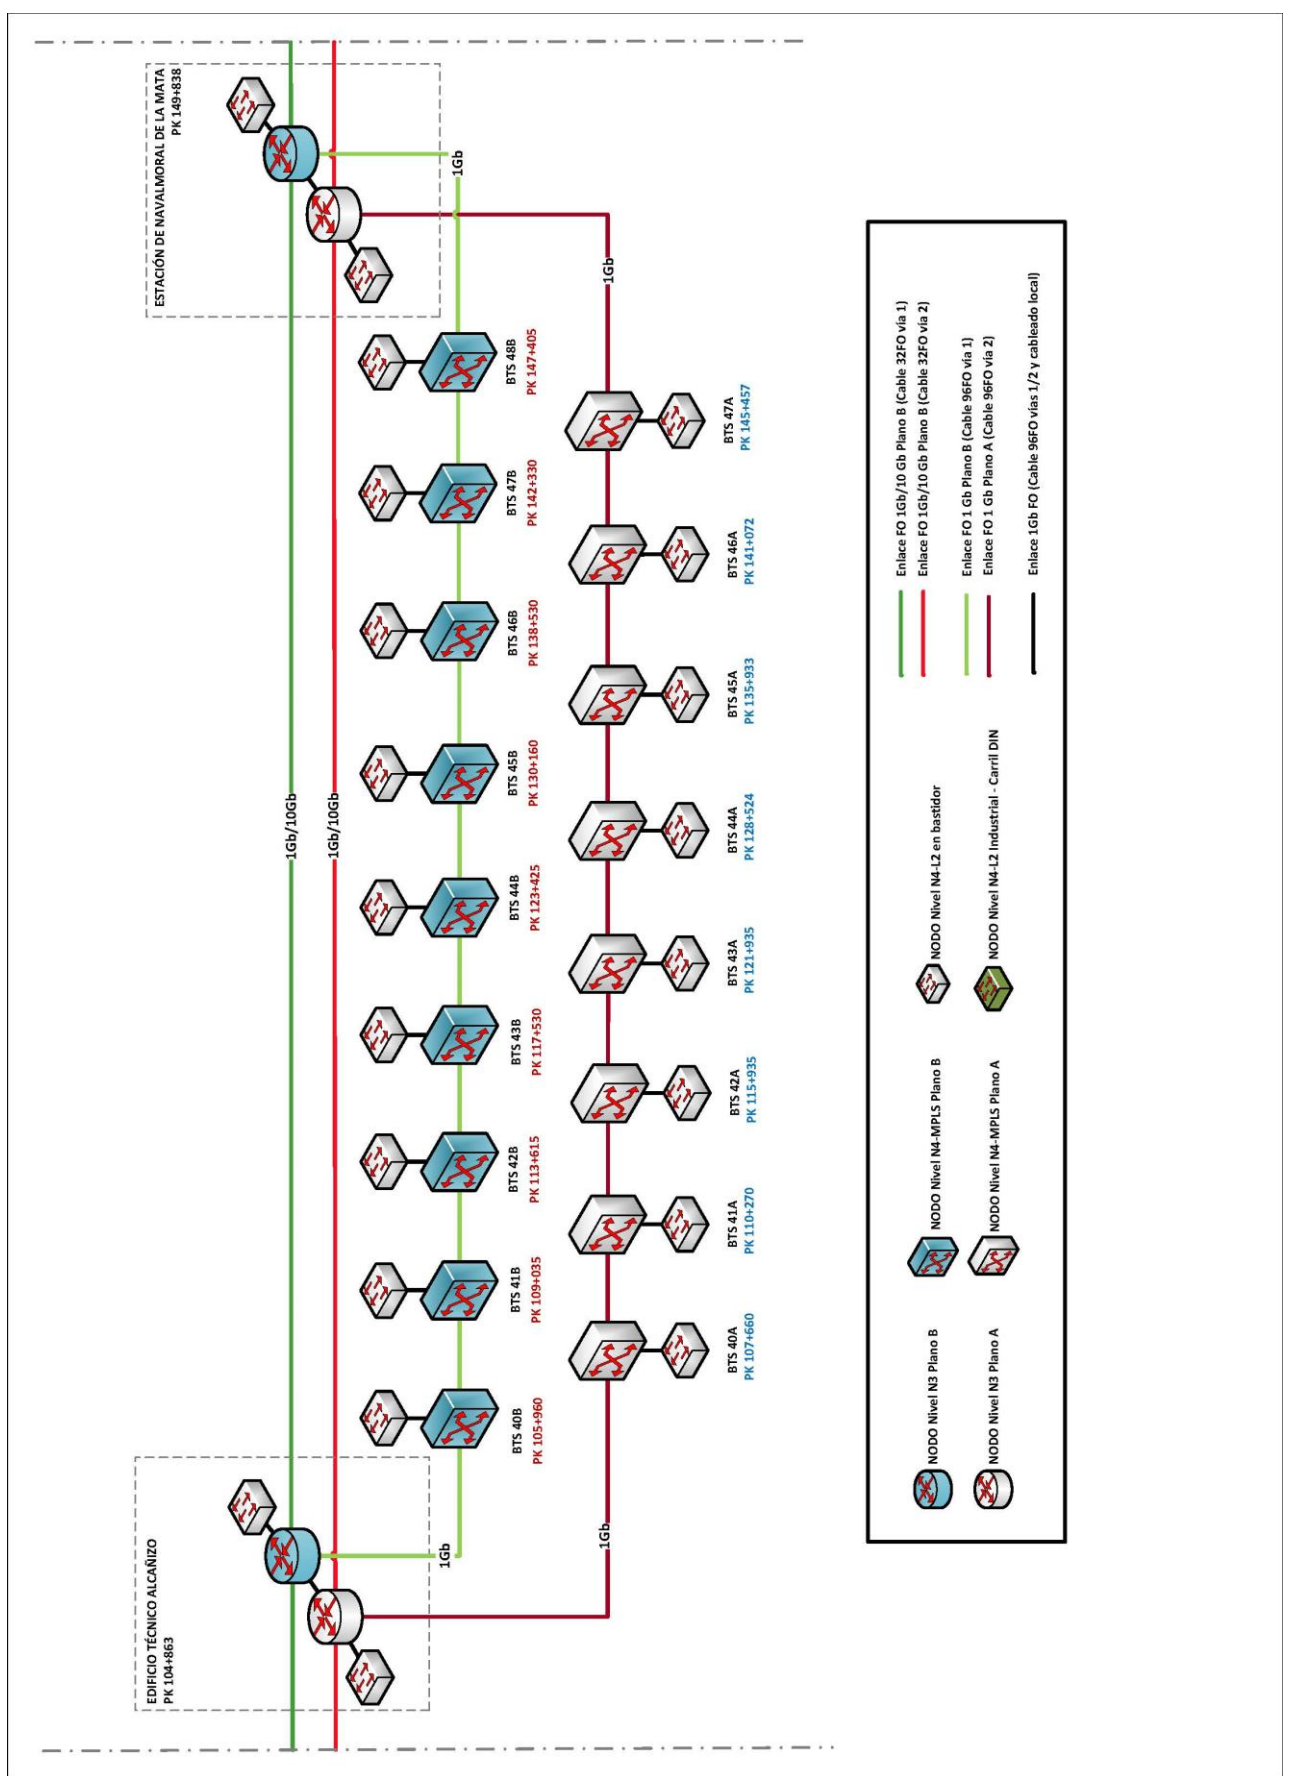 EDIFICIO TÉCNICO ALCAÑIZO
PK 104+863
ESTACIÓN DE NAVALMORAL DE LA MATA
PK 149+838
1Gb/10Gb
1Gb/10Gb
1Gb
1Gb
BTS 40B
PK 105+960
BTS 41B
PK 109+035
BTS 42B
PK 113+615
BTS 43B
PK 117+530
BTS 44B
PK 123+425
BTS 45B
PK 130+160
BTS 46B
PK 138+530
BTS 47B
PK 142+330
BTS 48B
PK 147+405
1Gb
1Gb
BTS 40A
PK 107+660
BTS 41A
PK 110+270
BTS 42A
PK 115+935
BTS 43A
PK 121+935
BTS 44A
PK 128+524
BTS 45A
PK 135+933
BTS 46A
PK 141+072
BTS 47A
PK 145+457
NODO Nivel N3 Plano B
NODO Nivel N3 Plano A
NODO Nivel N4-MPLS Plano B
NODO Nivel N4-MPLS Plano A
NODO Nivel N4-L2 en bastidor
NODO Nivel N4-L2 Industrial - Carril DIN
Enlace FO 1Gb/10 Gb Plano B (Cable 32FO vía 1)
Enlace FO 1Gb/10 Gb Plano B (Cable 32FO vía 2)
Enlace FO 1 Gb Plano B (Cable 96FO vía 1)
Enlace FO 1 Gb Plano A (Cable 96FO vía 2)
Enlace 1Gb FO (Cable 96FO vías 1/2 y cableado local)